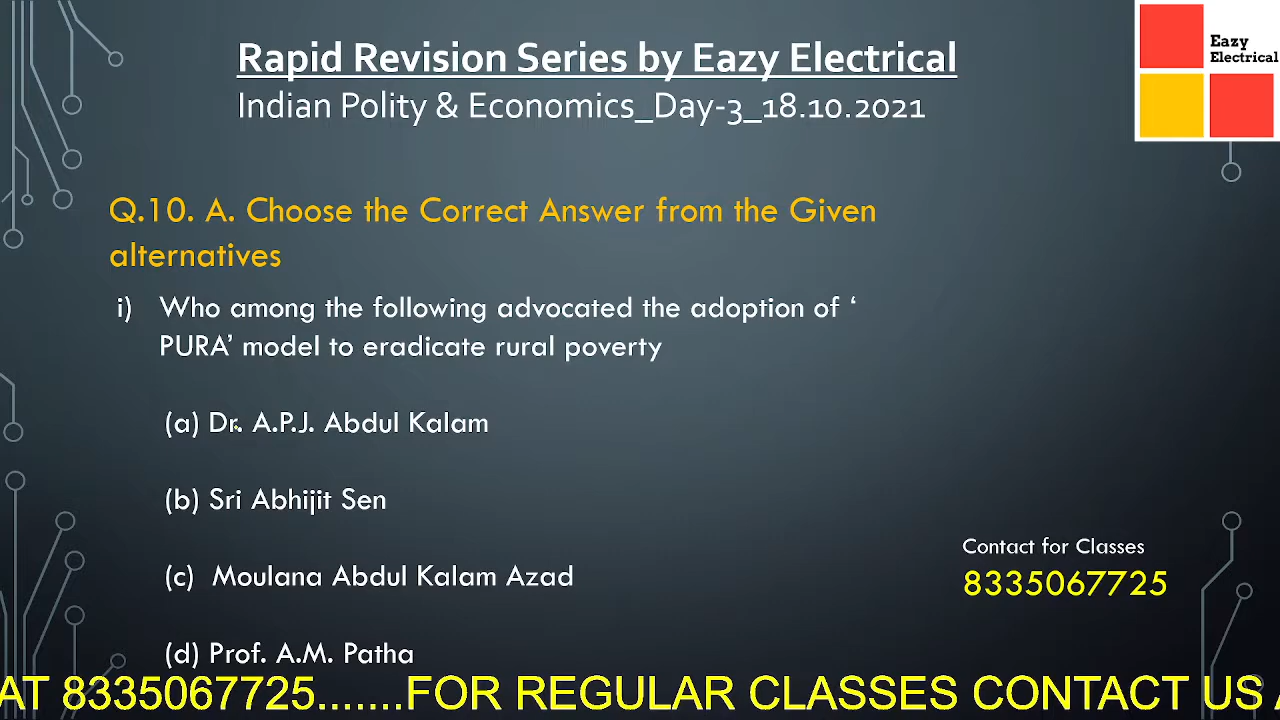 Rapid Revision Series by Eazy Electrical
Indian Polity & Economics_Day-3_18.10.2021
Eazy
Electrical
Q.10. A. Choose the Correct Answer from the Given
alternatives
i) Who among the following advocated the adoption of ‘
PURA’ model to eradicate rural poverty
(a) Dr. A.P.J. Abdul Kalam
(b) Sri Abhijit Sen
(c) Moulana Abdul Kalam Azad
(d) Prof. A.M. Patha
Contact for Classes
8335067725
AT 8335067725.......FOR REGULAR CLASSES CONTACT US A